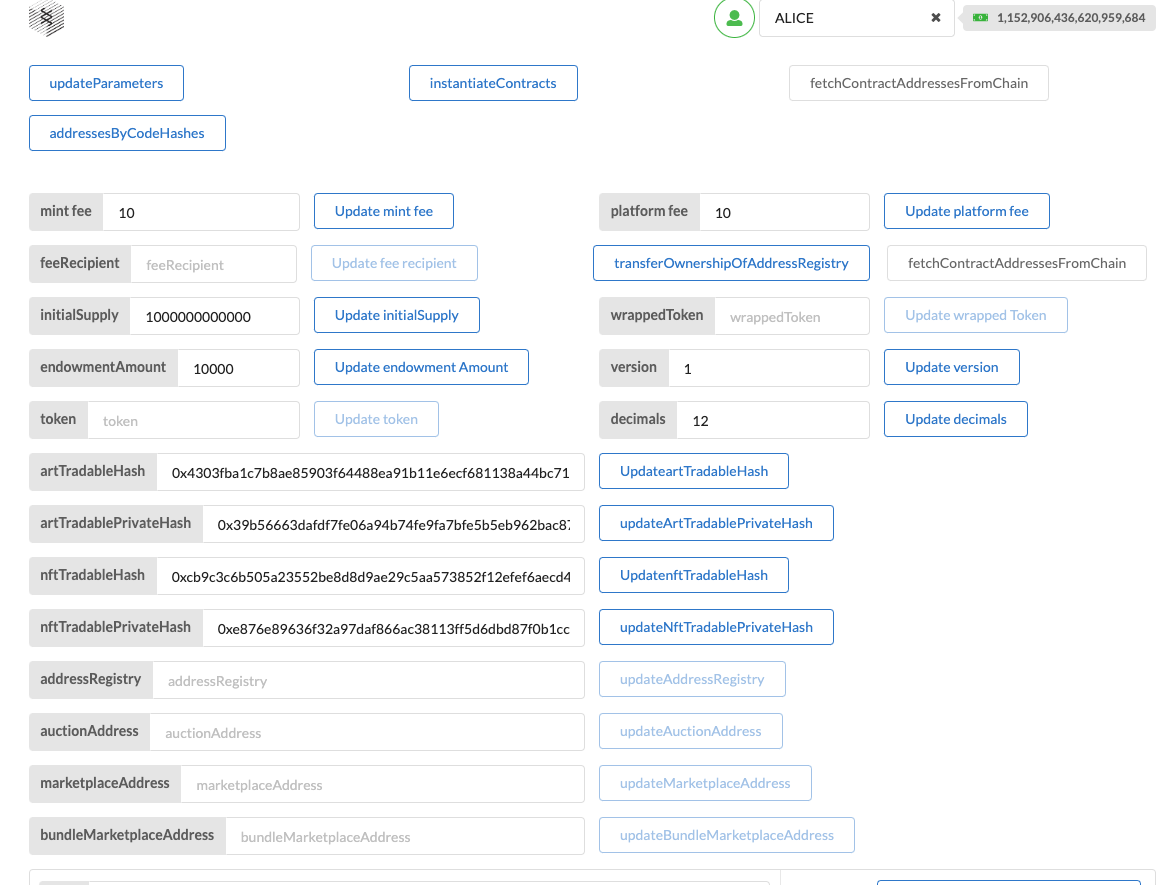 ALICE 1,152,906,436,620,959,684
updateParameters instantiateContracts fetchContractAddressesFromChain
addressesByCodeHashes
mint fee 10 Update mint fee platform fee 10 Update platform fee
feeRecipient feeRecipient Update fee recipient transferOwnershipOfAddressRegistry fetchContractAddressesFromChain
initialSupply 1000000000000 Update initialSupply wrappedToken wrappedToken Update wrapped Token
endowmentAmount 10000 Update endowment Amount version 1 Update version
token token Update token decimals 12 Update decimals
artTradableHash 0x4303fba1c7b8ae85903f64488ea91b11e6ecf681138a44bc71 UpdateartTradableHash
artTradablePrivateHash 0x39b56663dafdf7fe06a94b74fe9fa7bfe5b5eb962bac87 updateArtTradablePrivateHash
nftTradableHash 0xcb9c3c6b505a23552be8d8d9ae29c5aa573852f12efef6aecd4 UpdatenftTradableHash
nftTradablePrivateHash 0xe876e89636f32a97daf866ac38113ff5d6dbd87f0b1cc updateNftTradablePrivateHash
addressRegistry addressRegistry updateAddressRegistry
auctionAddress auctionAddress updateAuctionAddress
marketplaceAddress marketplaceAddress updateMarketplaceAddress
bundleMarketplaceAddress bundleMarketplaceAddress updateBundleMarketplaceAddress